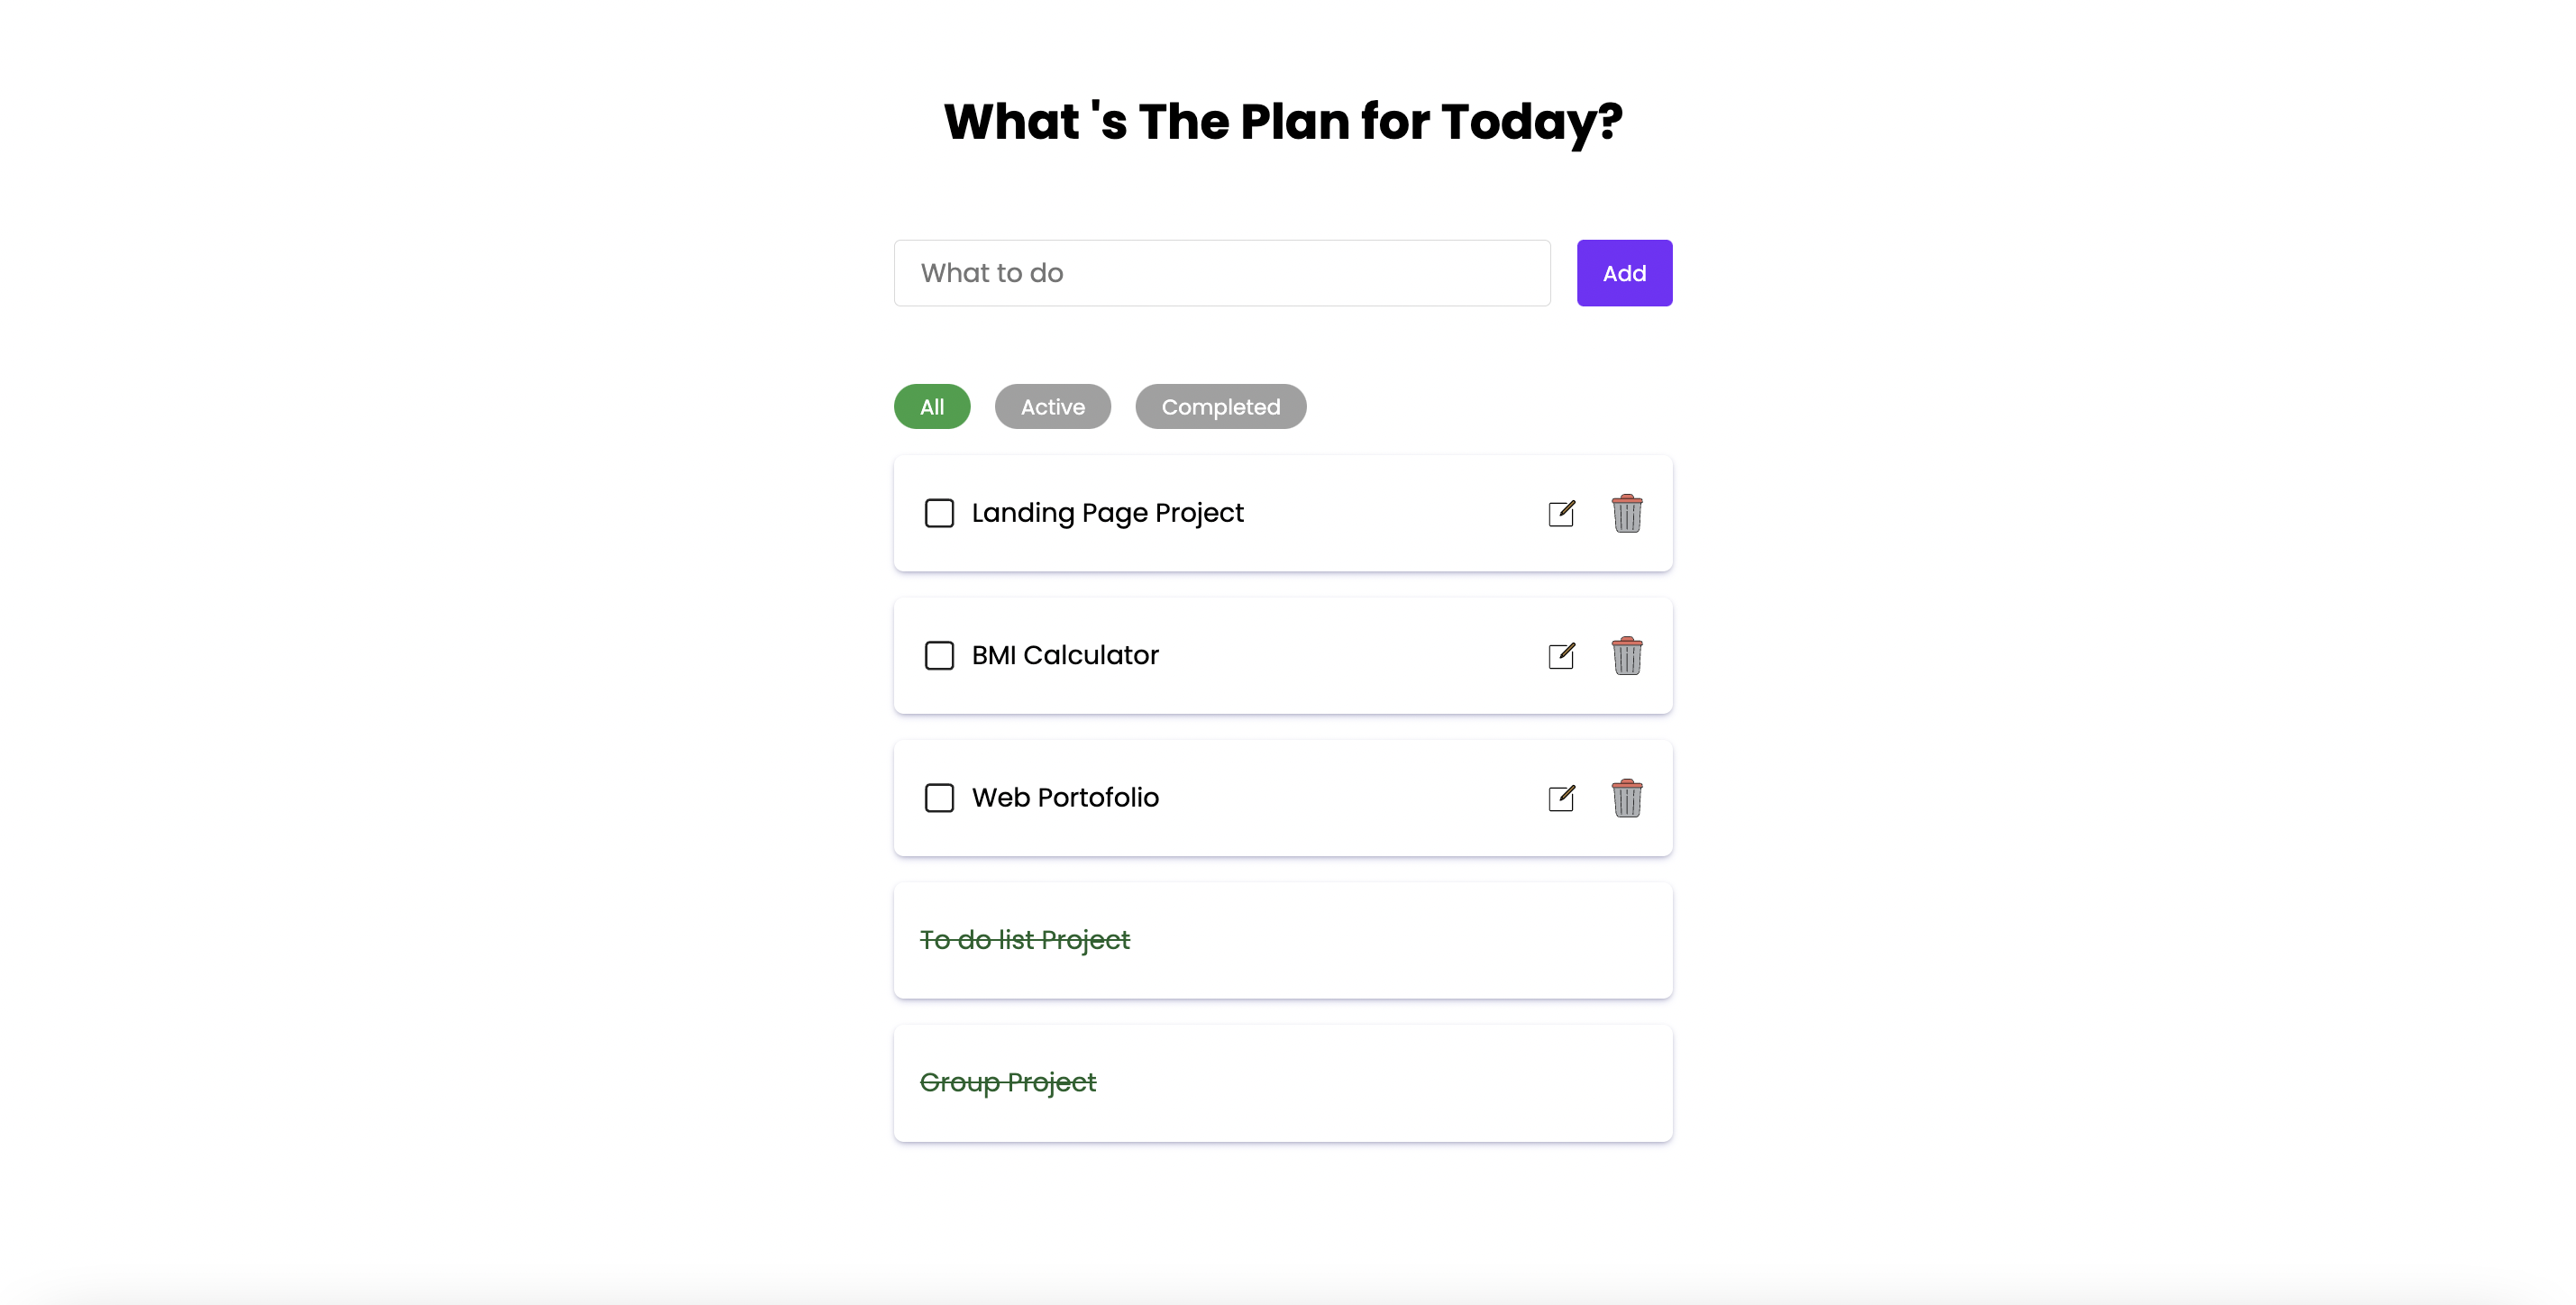 What 's The Plan for Today?
What to do
Add
All
Active
Completed
Landing Page Project
BMI Calculator
Web Portofolio
To do list Project
Group Project